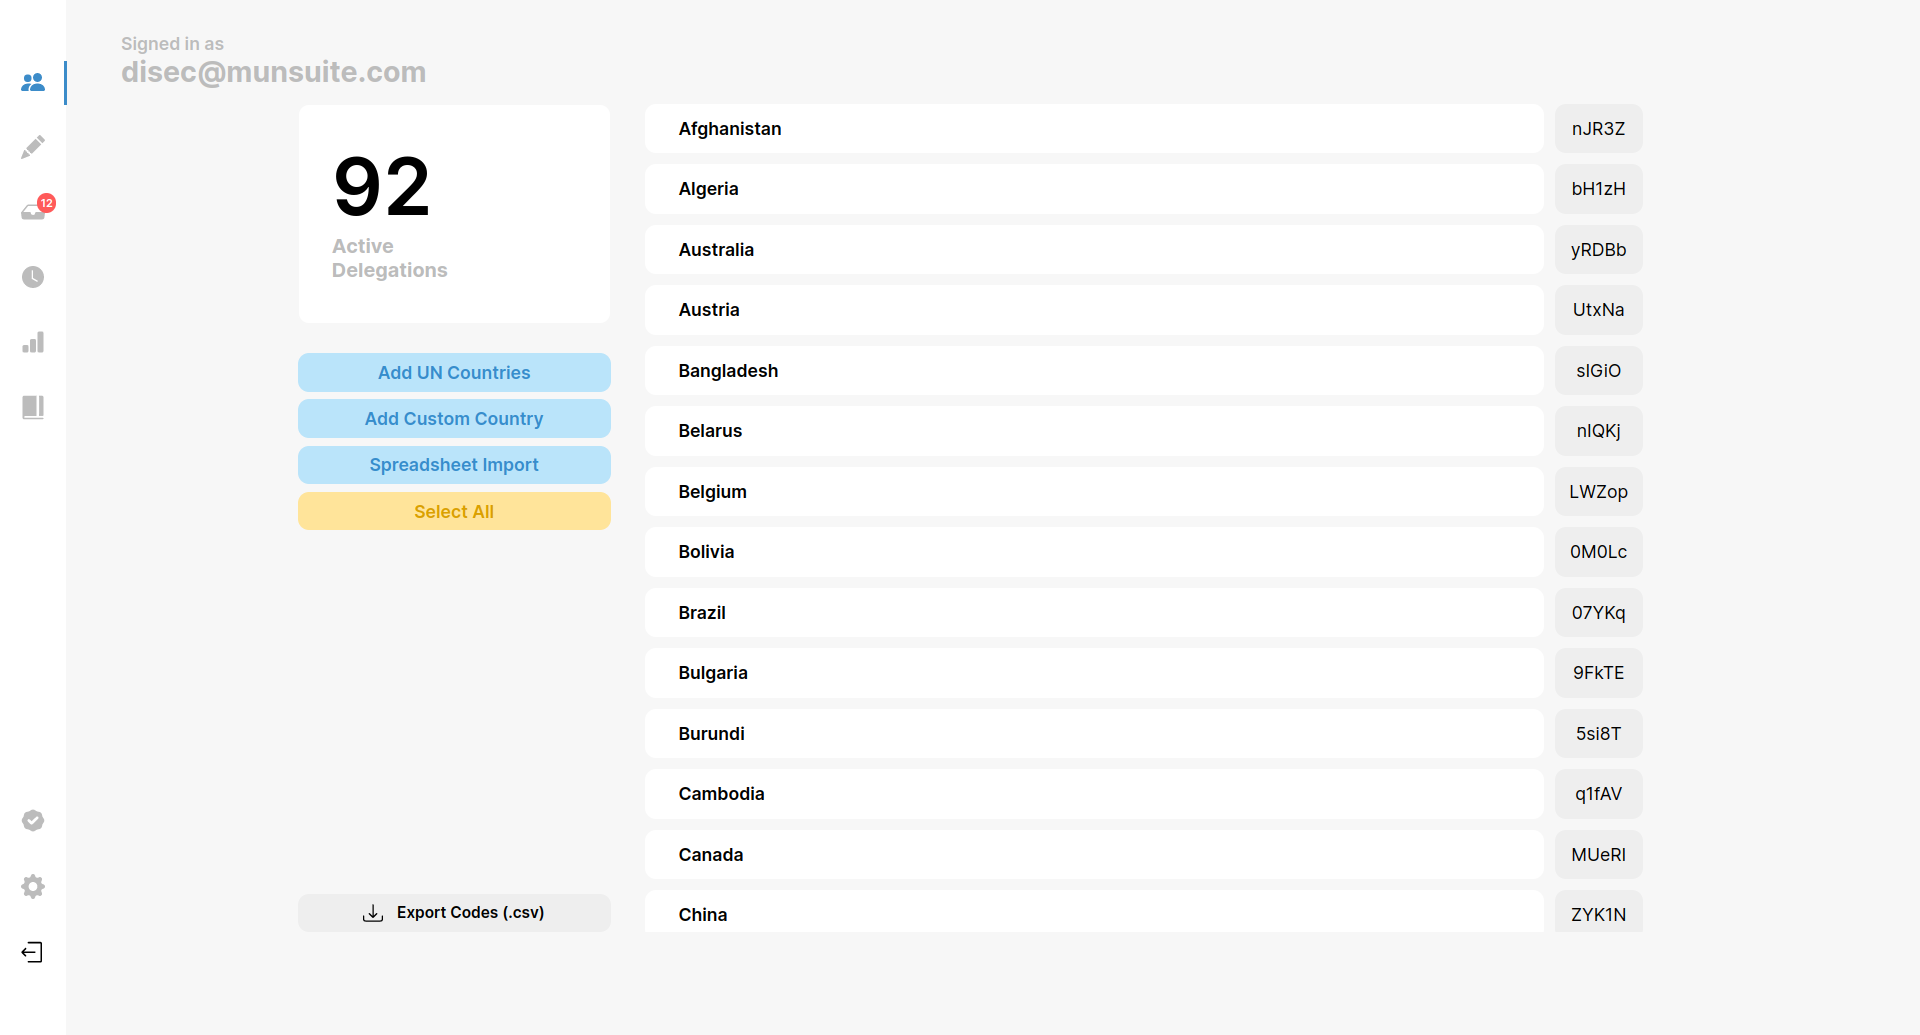 Signed in as
disec@munsuite.com
12
92
Active
Delegations
Add UN Countries
Add Custom Country
Spreadsheet Import
Select All
Export Codes (.csv)
Afghanistan nJR3Z
Algeria bH1zH
Australia yRDBb
Austria UtxNa
Bangladesh slGiO
Belarus nlQKj
Belgium LWZop
Bolivia 0M0Lc
Brazil 07YKq
Bulgaria 9FkTE
Burundi 5si8T
Cambodia q1fAV
Canada MUeRI
China ZYK1N